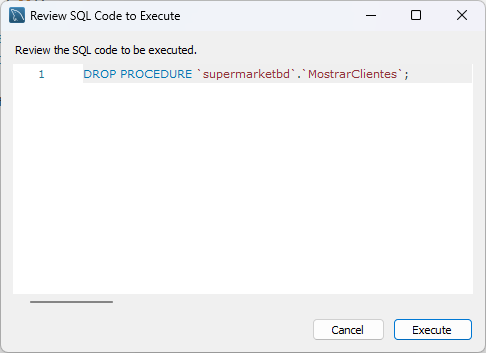 Review SQL Code to Execute
Review the SQL code to be executed.
1 DROP PROCEDURE `supermarketbd`.`MostrarClientes`;
Cancel Execute